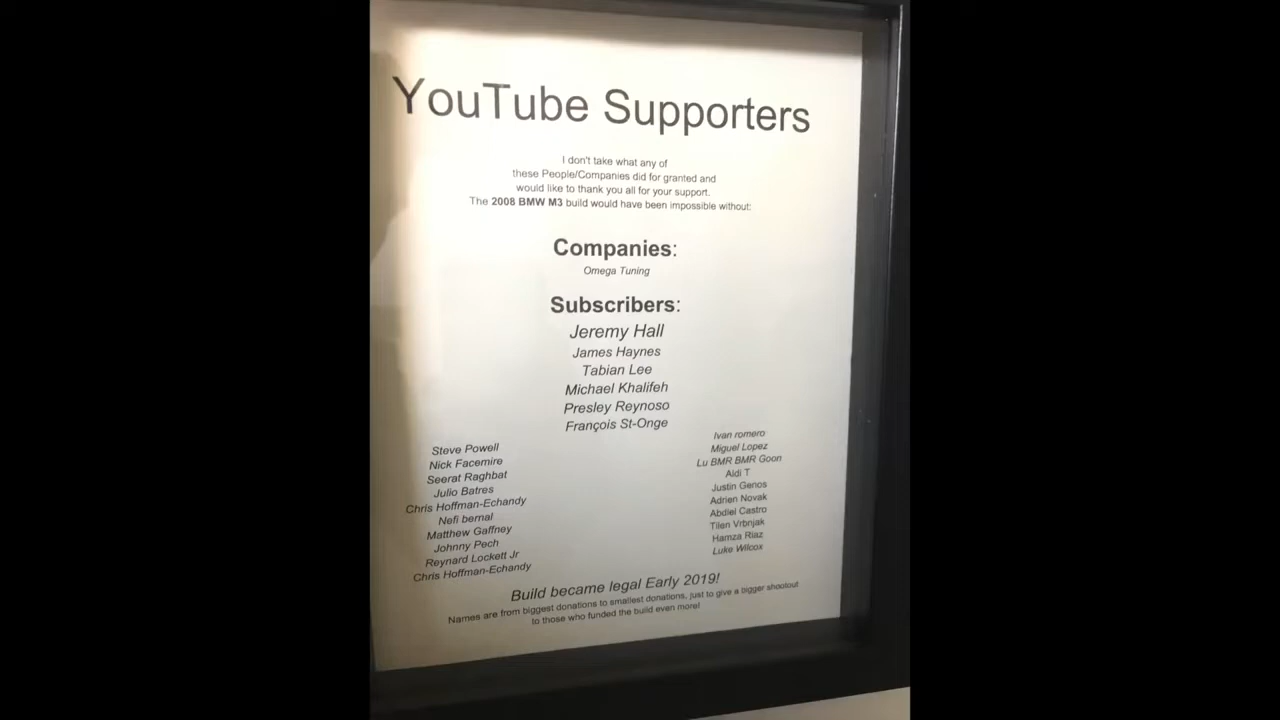 YouTube Supporters
I don't take what any of
these People/Companies did for granted and
would like to thank you all for your support.
The 2008 BMW M3 build would have been impossible without:
Companies:
Omega Tuning
Subscribers:
Jeremy Hall
James Haynes
Tabian Lee
Michael Khalifeh
Presley Reynoso
François St-Onge
Steve Powell
Nick Facemire
Seerat Raghbat
Julio Batres
Chris Hoffman-Echandy
Nefi bernal
Matthew Gaffney
Johnny Pech
Reynard Lockett Jr
Chris Hoffman-Echandy
Ivan romero
Miguel Lopez
Lu BMR BMR Goon
Aldi T
Justin Genos
Adrien Novak
Abdiel Castro
Tilen Vrbnjak
Hamza Riaz
Luke Wilcox
Build became legal Early 2019!
Names are from biggest donations to smallest donations, just to give a bigger shootout
to those who funded the build even more!